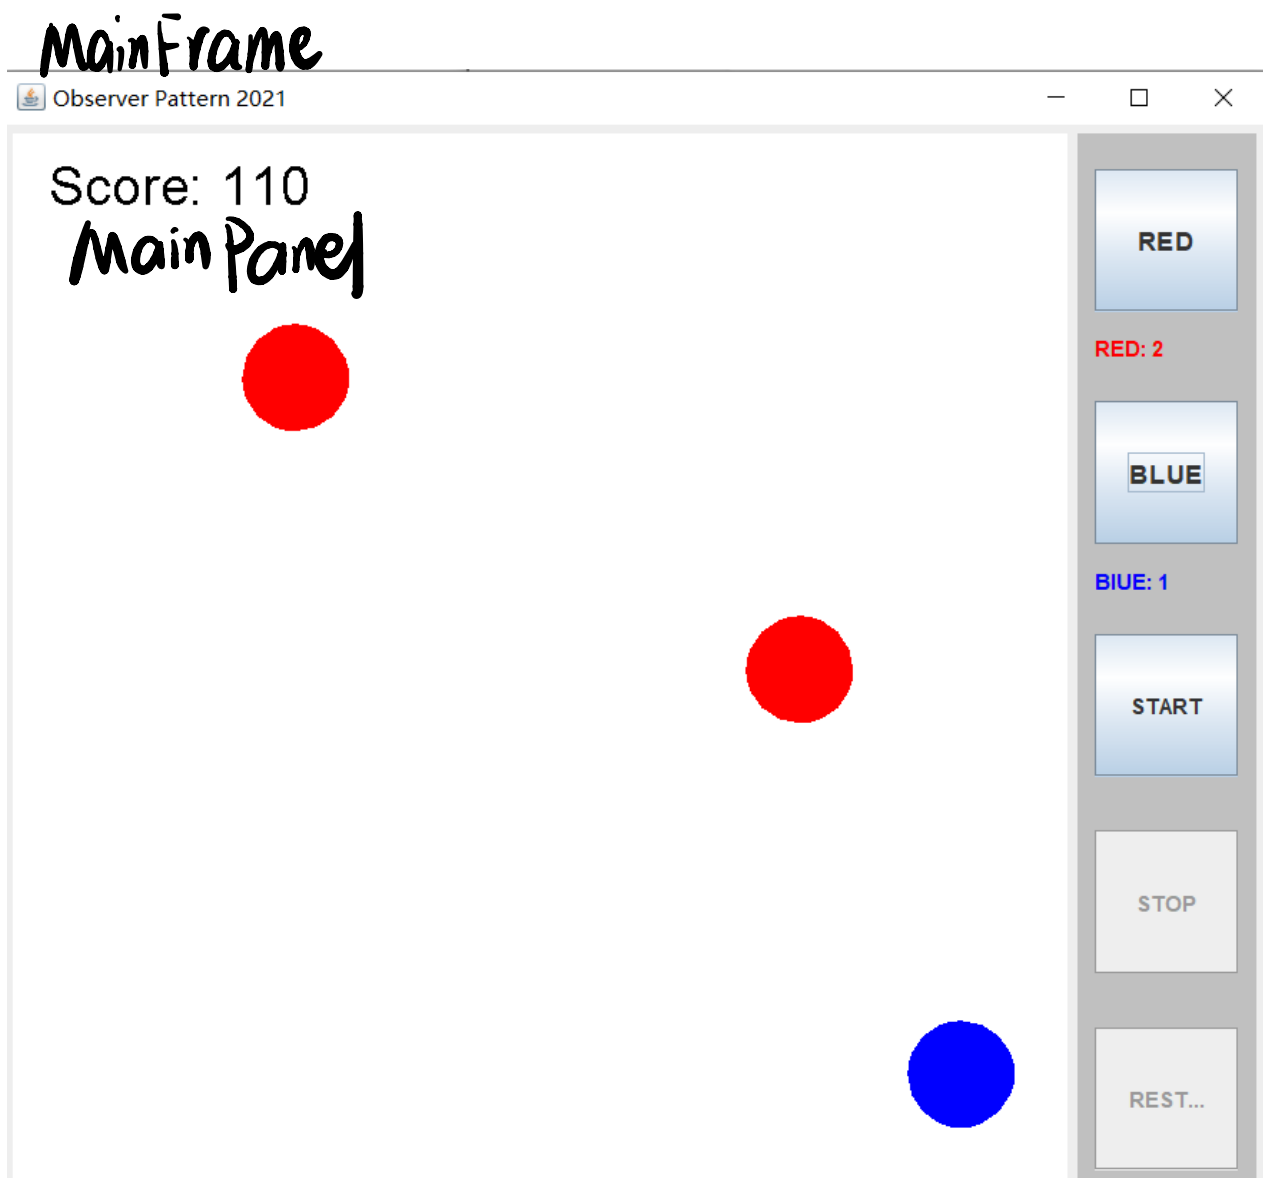 MainFrame
Observer Pattern 2021
Score: 110
MainPanel
RED
RED: 2
BLUE
BIUE: 1
START
STOP
REST...